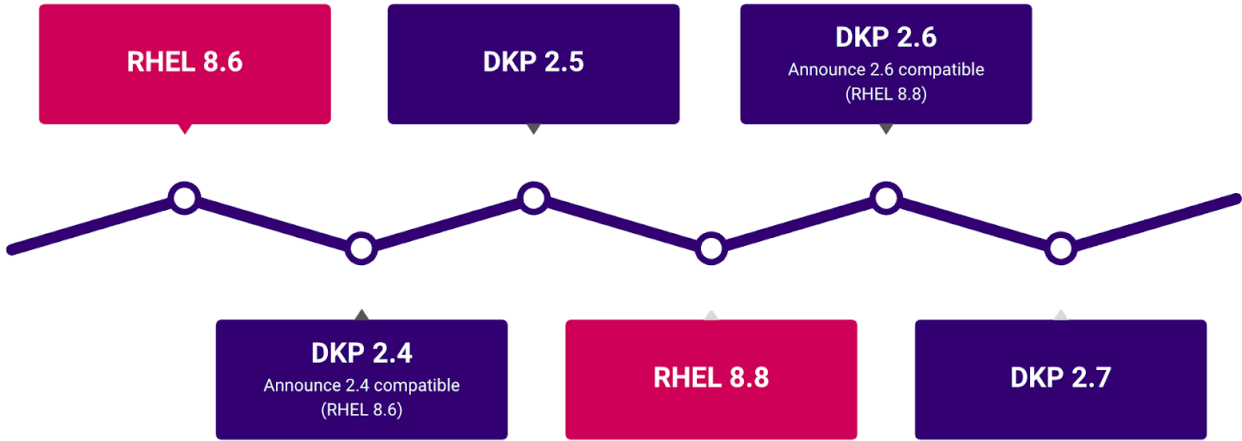 RHEL 8.6
DKP 2.5
DKP 2.6
Announce 2.6 compatible
(RHEL 8.8)
DKP 2.4
Announce 2.4 compatible
(RHEL 8.6)
RHEL 8.8
DKP 2.7